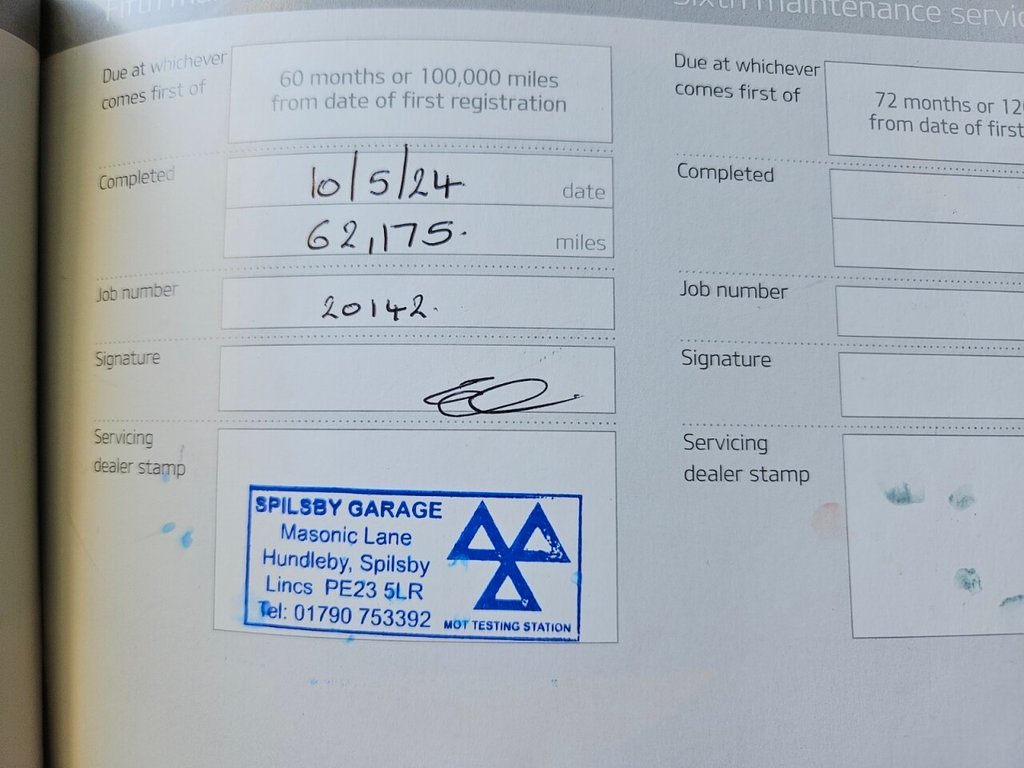 Sixth maintenance
Due at whichever
comes first of
60 months or 100,000 miles
from date of first registration
Completed
10/5/24.
date
62,175.
miles
Job number
20142.
Signature
Servicing
dealer stamp
SPILSBY GARAGE
Masonic Lane
Hundleby, Spilsby
Lincs PE23 5LR
Tel: 01790 753392
MOT TESTING STATION
Due at whichever
comes first of
72 months or
from date of first
Completed
Job number
Signature
Servicing
dealer stamp